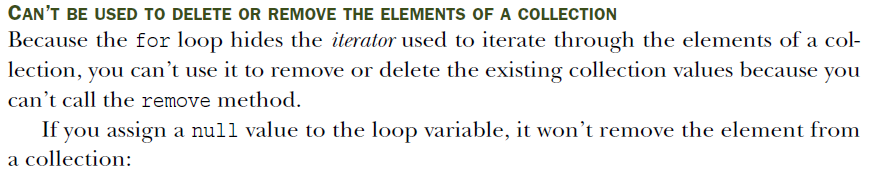 CAN'T BE USED TO DELETE OR REMOVE THE ELEMENTS OF A COLLECTION
Because the for loop hides the iterator used to iterate through the elements of a col-
lection, you can't use it to remove or delete the existing collection values because you
can't call the remove method.
If you assign a null value to the loop variable, it won't remove the element from
a collection: